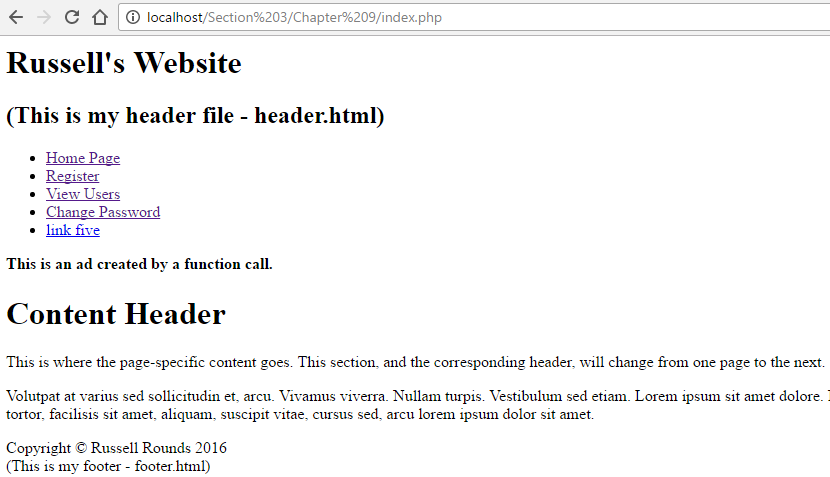 localhost/Section%203/Chapter%209/index.php
Russell's Website
(This is my header file - header.html)
Home Page
Register
View Users
Change Password
link five
This is an ad created by a function call.
Content Header
This is where the page-specific content goes. This section, and the corresponding header, will change from one page to the next.
Volutpat at varius sed sollicitudin et, arcu. Vivamus viverra. Nullam turpis. Vestibulum sed etiam. Lorem ipsum sit amet dolore.
tortor, facilisis sit amet, aliquam, suscipit vitae, cursus sed, arcu lorem ipsum dolor sit amet.
Copyright © Russell Rounds 2016
(This is my footer - footer.html)